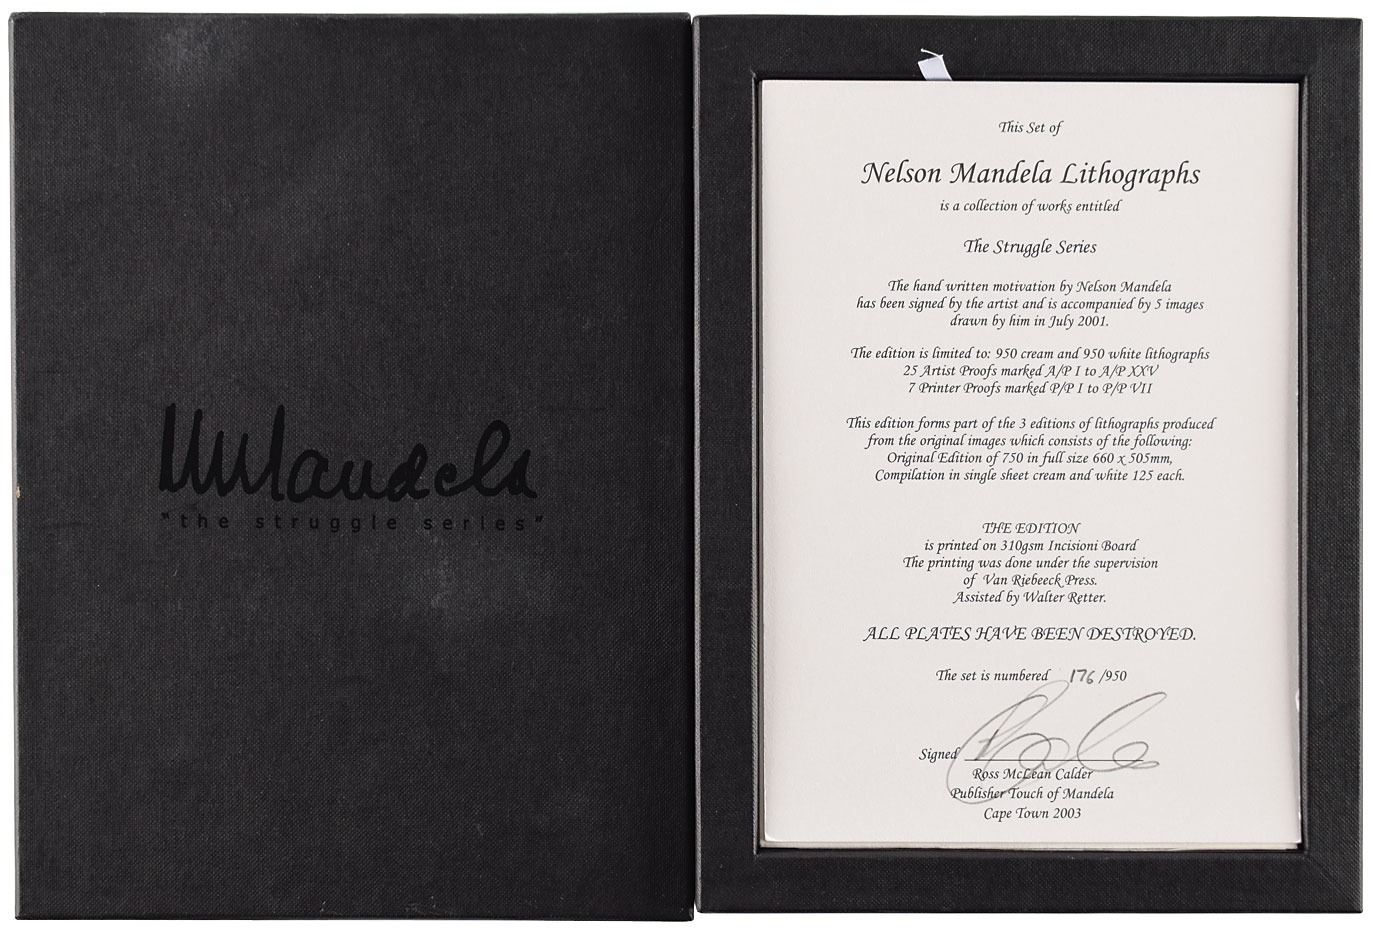 Mandela
"the struggle series"
This Set of
Nelson Mandela Lithographs
is a collection of works entitled
The Struggle Series
The hand written motivation by Nelson Mandela
has been signed by the artist and is accompanied by 5 images
drawn by him in July 2001.
The edition is limited to: 950 cream and 950 white lithographs
25 Artist Proofs marked A/P I to A/P XXV
7 Printer Proofs marked P/P I to P/P VII
This edition forms part of the 3 editions of lithographs produced
from the original images which consists of the following:
Original Edition of 750 in full size 660 x 505mm,
Compilation in single sheet cream and white 125 each.
THE EDITION
is printed on 310gsm Incisioni Board
The printing was done under the supervision
of Van Riebeeck Press.
Assisted by Walter Retter.
ALL PLATES HAVE BEEN DESTROYED.
The set is numbered 176 /950
Signed
Ross McLean Calder
Publisher Touch of Mandela
Cape Town 2003